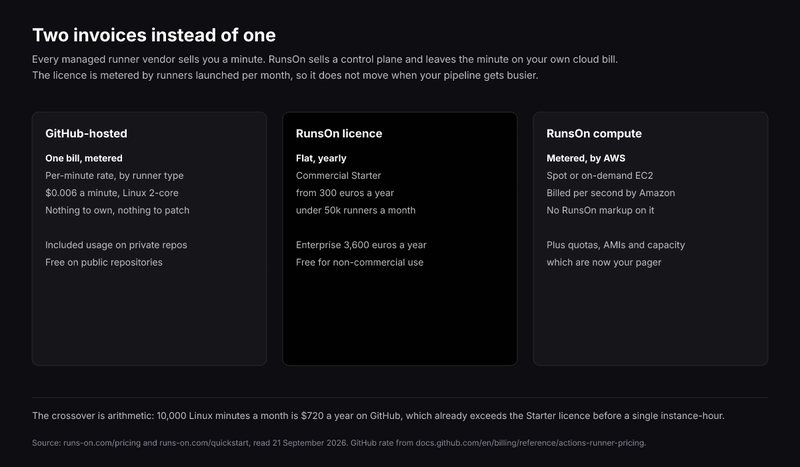 Two invoices instead of one
Every managed runner vendor sells you a minute. RunsOn sells a control plane and leaves the minute on your own cloud bill.
The licence is metered by runners launched per month, so it does not move when your pipeline gets busier.
GitHub-hosted
One bill, metered
Per-minute rate, by runner type
$0.006 a minute, Linux 2-core
Nothing to own, nothing to patch
Included usage on private repos
Free on public repositories
RunsOn licence
Flat, yearly
Commercial Starter
from 300 euros a year
under 50k runners a month
Enterprise 3,600 euros a year
Free for non-commercial use
RunsOn compute
Metered, by AWS
Spot or on-demand EC2
Billed per second by Amazon
No RunsOn markup on it
Plus quotas, AMIs and capacity
which are now your pager
The crossover is arithmetic: 10,000 Linux minutes a month is $720 a year on GitHub, which already exceeds the Starter licence before a single instance-hour.
Source: runs-on.com/pricing and runs-on.com/quickstart, read 21 September 2026. GitHub rate from docs.github.com/en/billing/reference/actions-runner-pricing.